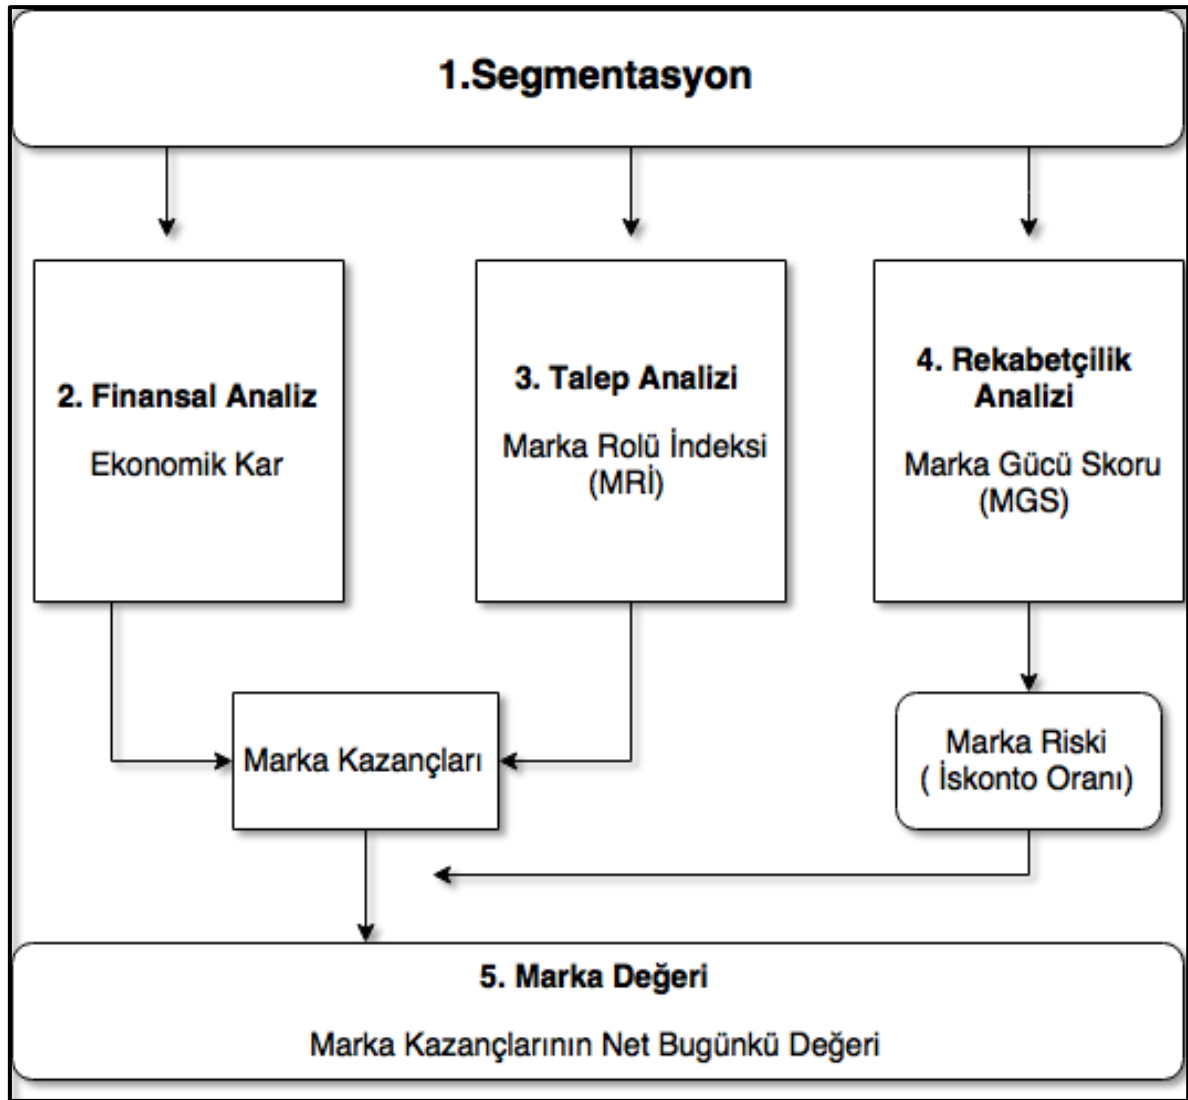 1.Segmentasyon
2. Finansal Analiz
Ekonomik Kar
3. Talep Analizi
Marka Rolü İndeksi
(MRİ)
4. Rekabetçilik
Analizi
Marka Gücü Skoru
(MGS)
Marka Kazançları
Marka Riski
( İskonto Oranı)
5. Marka Değeri
Marka Kazançlarının Net Bugünkü Değeri